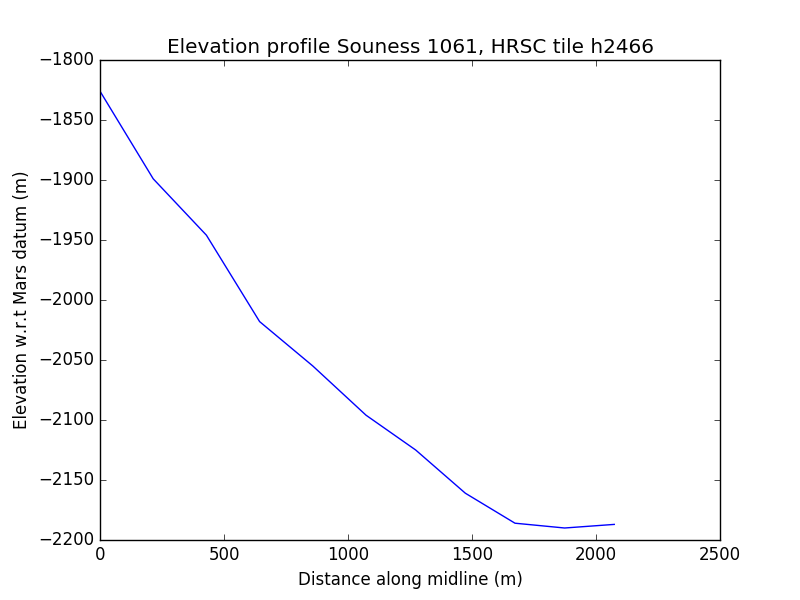 Elevation profile Souness 1061, HRSC tile h2466
−1800
−1850
−1900
−1950
−2000
−2050
−2100
−2150
−2200
Elevation w.r.t Mars datum (m)
0 500 1000 1500 2000 2500
Distance along midline (m)